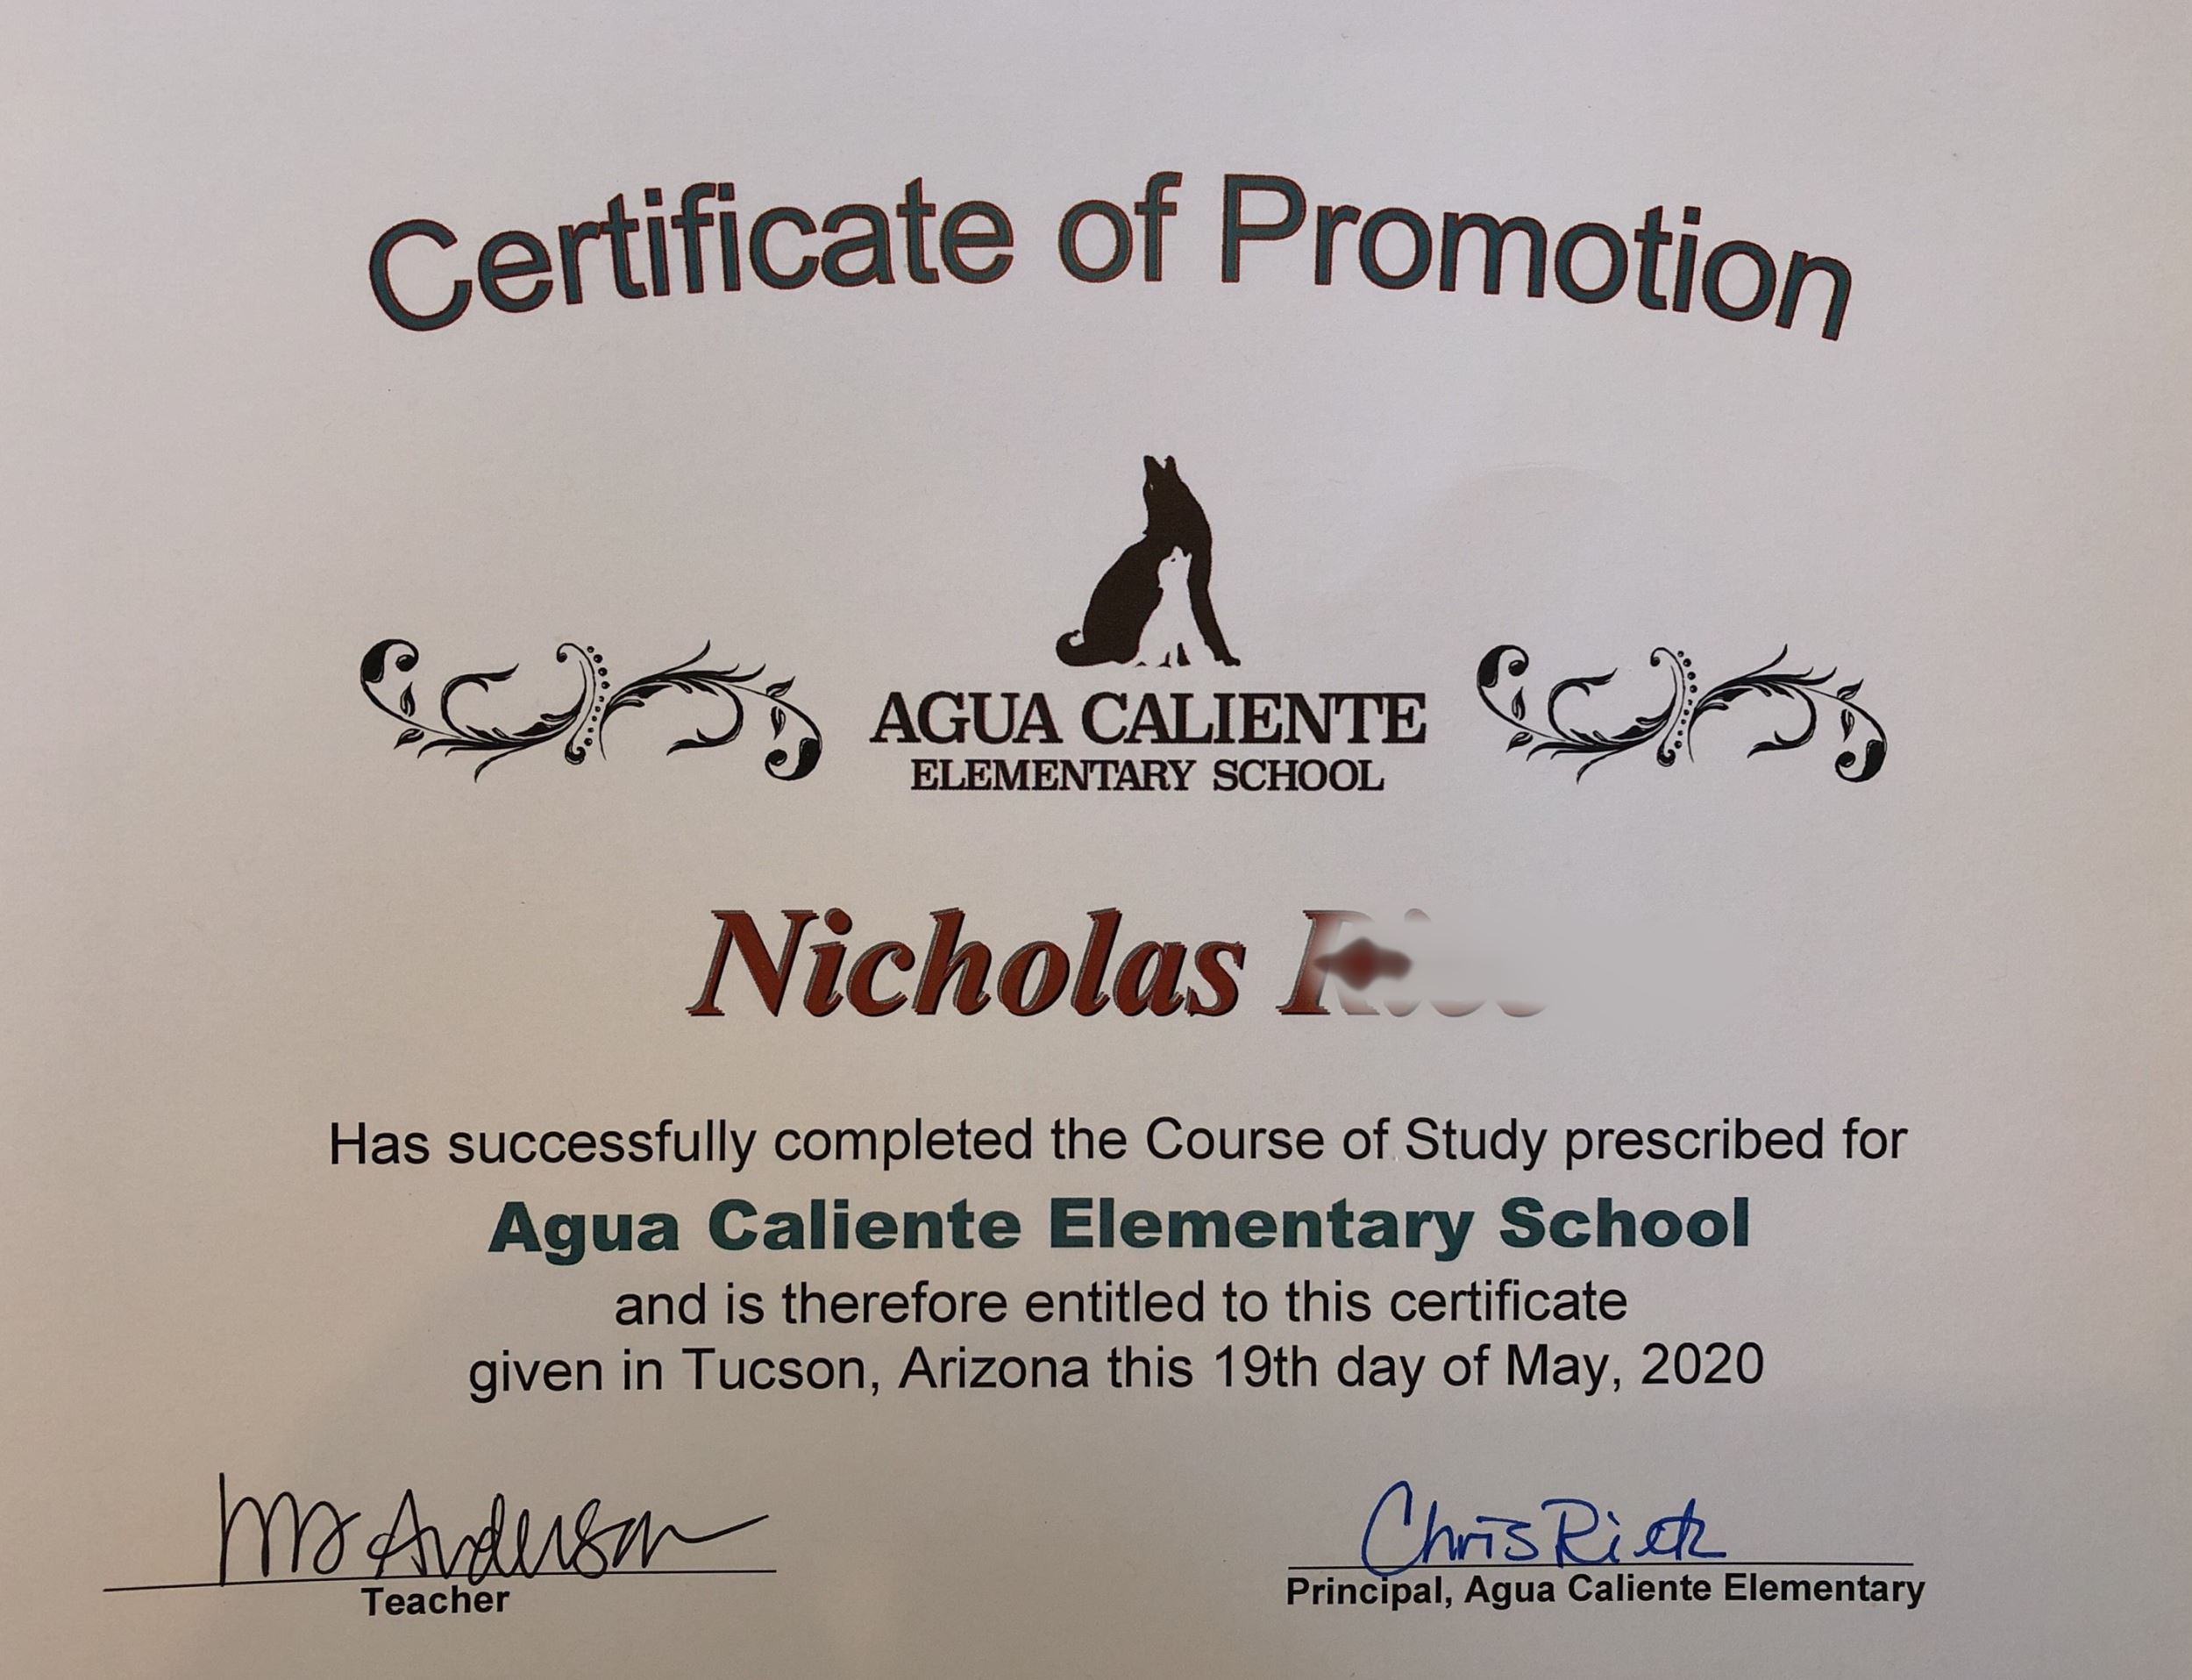 Certificate of Promotion
AGUA CALIENTE
ELEMENTARY SCHOOL
Nicholas
Has successfully completed the Course of Study prescribed for
Agua Caliente Elementary School
and is therefore entitled to this certificate
given in Tucson, Arizona this 19th day of May, 2020
Anderson
Chris
Teacher
Principal, Agua Caliente Elementary